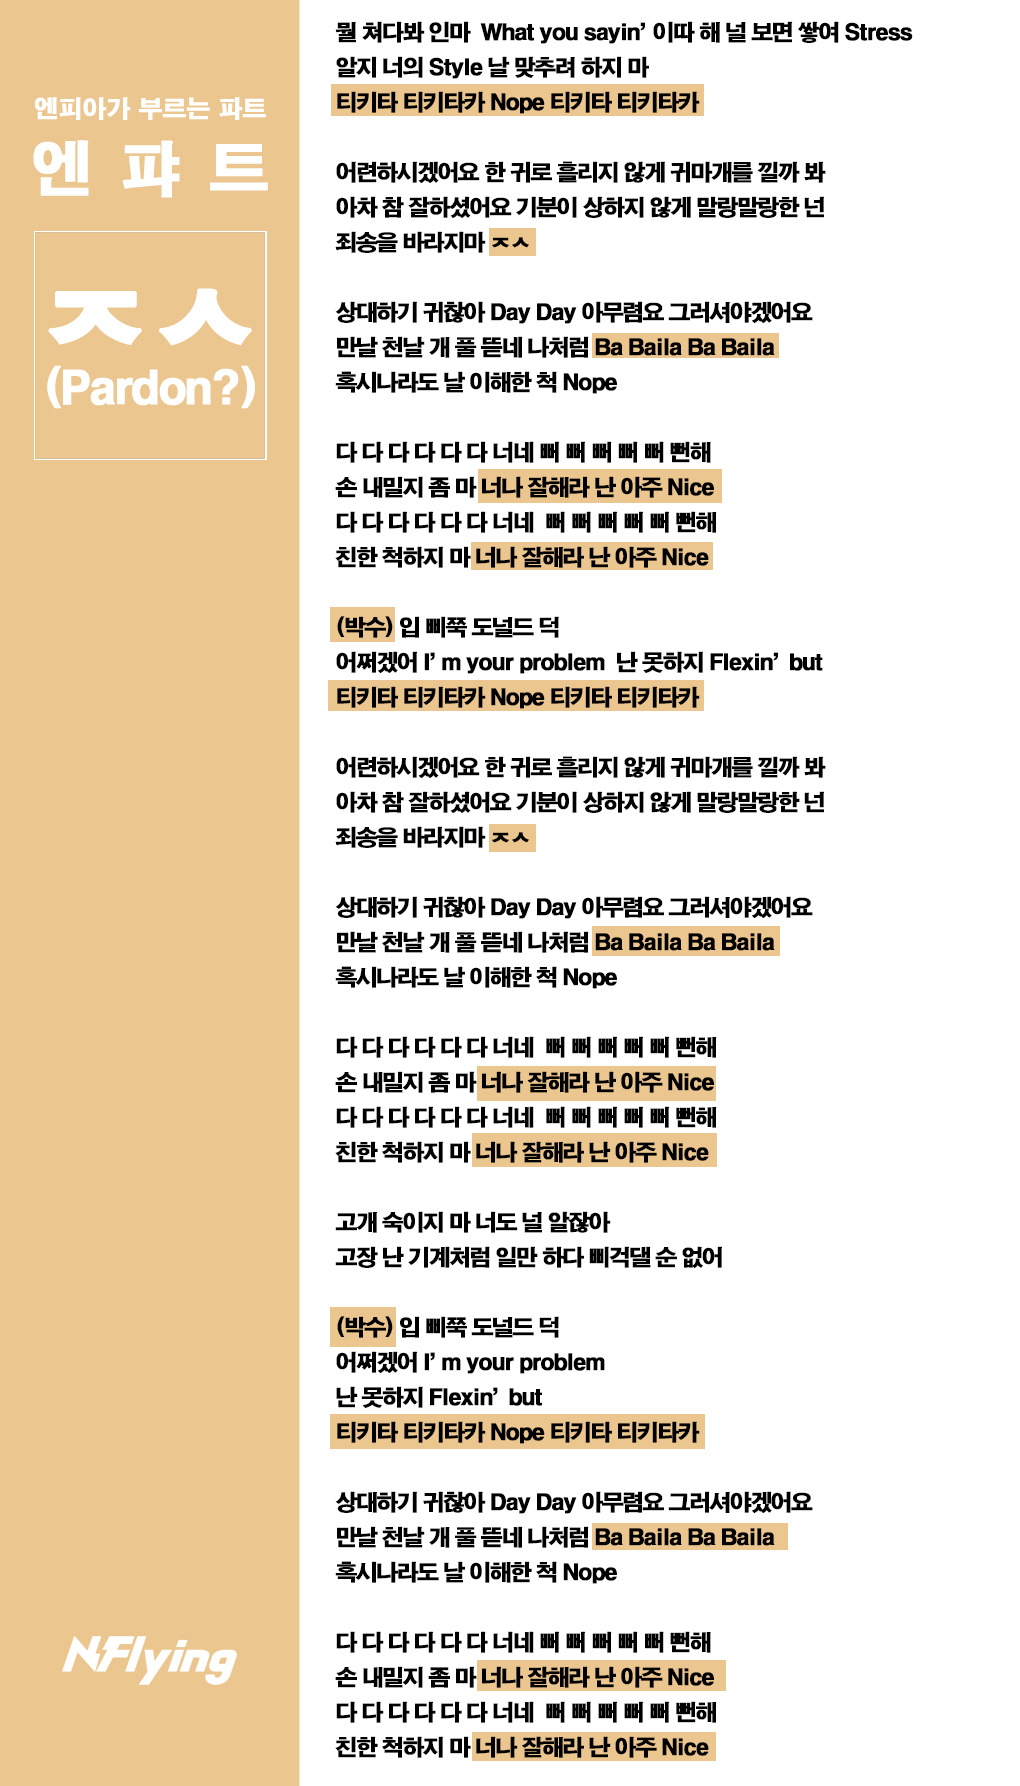 엔피아가 부르는 파트
엔 퍄 트
ㅈㅅ
(Pardon?)
뭘 쳐다봐 인마 What you sayin’ 이따 해 널 보면 쌓여 Stress
알지 너의 Style 날 맞추려 하지 마
티키타 티키타카 Nope 티키타 티키타카
어련하시겠어요 한 귀로 흘리지 않게 귀마개를 낄까 봐
아차 참 잘하셨어요 기분이 상하지 않게 말랑말랑한 넌
죄송을 바라지마 ㅈㅅ
상대하기 귀찮아 Day Day 아무렴요 그러셔야겠어요
만날 천날 개 풀 뜯네 나처럼 Ba Baila Ba Baila
혹시나라도 날 이해한 척 Nope
다 다 다 다 다 다 너네 뻐 뻐 뻐 뻐 뻐 뻔해
손 내밀지 좀 마 너나 잘해라 난 아주 Nice
다 다 다 다 다 다 너네 뻐 뻐 뻐 뻐 뻐 뻔해
친한 척하지 마 너나 잘해라 난 아주 Nice
(박수) 입 삐쭉 도널드 덕
어쩌겠어 I’ m your problem 난 못하지 Flexin’ but
티키타 티키타카 Nope 티키타 티키타카
어련하시겠어요 한 귀로 흘리지 않게 귀마개를 낄까 봐
아차 참 잘하셨어요 기분이 상하지 않게 말랑말랑한 넌
죄송을 바라지마 ㅈㅅ
상대하기 귀찮아 Day Day 아무렴요 그러셔야겠어요
만날 천날 개 풀 뜯네 나처럼 Ba Baila Ba Baila
혹시나라도 날 이해한 척 Nope
다 다 다 다 다 다 너네 뻐 뻐 뻐 뻐 뻐 뻔해
손 내밀지 좀 마 너나 잘해라 난 아주 Nice
다 다 다 다 다 다 너네 뻐 뻐 뻐 뻐 뻐 뻔해
친한 척하지 마 너나 잘해라 난 아주 Nice
고개 숙이지 마 너도 널 알잖아
고장 난 기계처럼 일만 하다 삐걱댈 순 없어
(박수) 입 삐쭉 도널드 덕
어쩌겠어 I’ m your problem
난 못하지 Flexin’ but
티키타 티키타카 Nope 티키타 티키타카
상대하기 귀찮아 Day Day 아무렴요 그러셔야겠어요
만날 천날 개 풀 뜯네 나처럼 Ba Baila Ba Baila
혹시나라도 날 이해한 척 Nope
다 다 다 다 다 다 너네 뻐 뻐 뻐 뻐 뻐 뻔해
손 내밀지 좀 마 너나 잘해라 난 아주 Nice
다 다 다 다 다 다 너네 뻐 뻐 뻐 뻐 뻐 뻔해
친한 척하지 마 너나 잘해라 난 아주 Nice
N.Flying